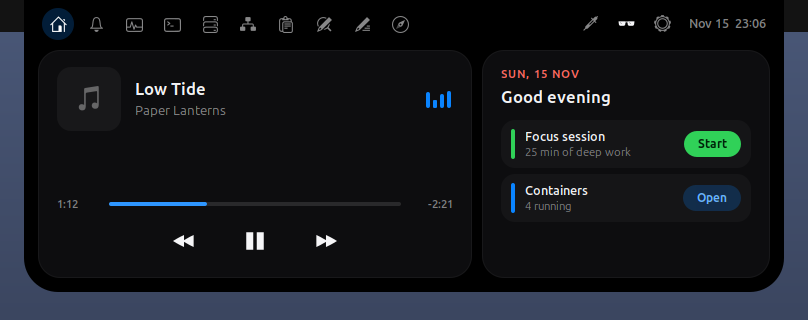 Nov 15 23:06
Low Tide
Paper Lanterns
1:12
-2:21
SUN, 15 NOV
Good evening
Focus session
25 min of deep work
Start
Containers
4 running
Open